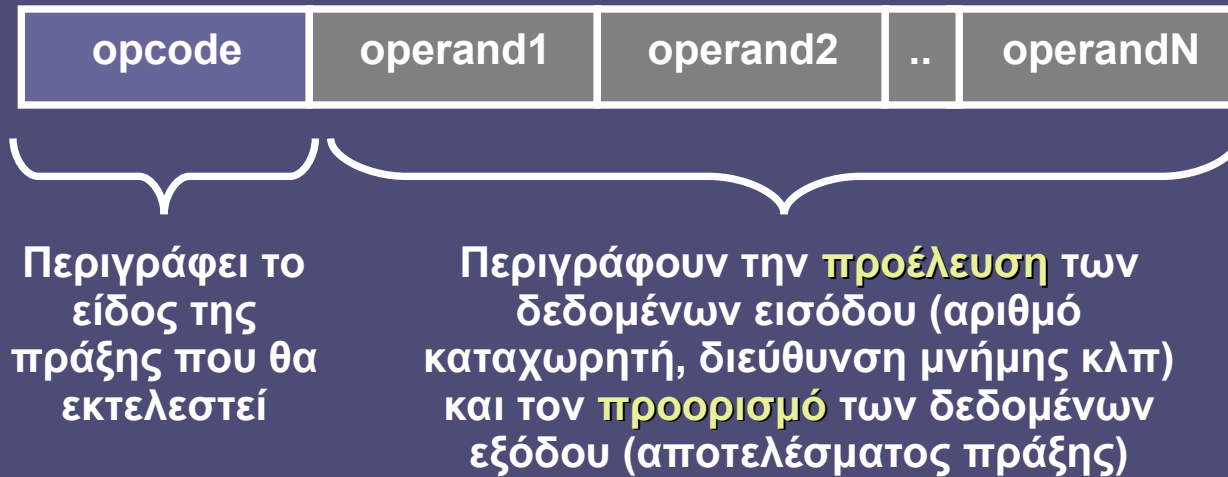 opcode operand1 operand2 .. operandN
Περιγράφει το
είδος της
πράξης που θα
εκτελεστεί
Περιγράφουν την προέλευση των
δεδομένων εισόδου (αριθμό
καταχωρητή, διεύθυνση μνήμης κλπ)
και τον προορισμό των δεδομένων
εξόδου (αποτελέσματος πράξης)